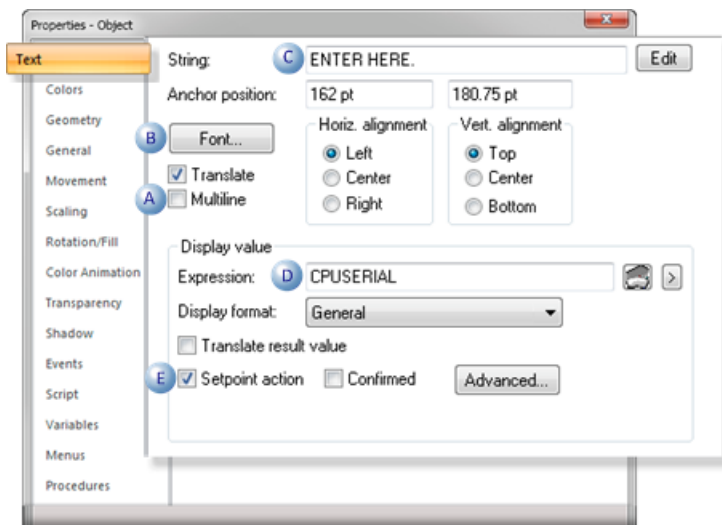 Properties - Object
Text
String: C ENTER HERE. Edit
Colors
Anchor position: 162 pt 180.75 pt
Geometry
Horiz. alignment Vert. alignment
B Font...
General
Left Top
Movement
Translate Center Center
A Multiline Right Bottom
Scaling
Rotation/Fill
Display value
Color Animation
Expression: D CPUSERIAL >
Transparency
Display format: General
Shadow
Translate result value
Events
E Setpoint action Confirmed Advanced...
Script
Variables
Menus
Procedures